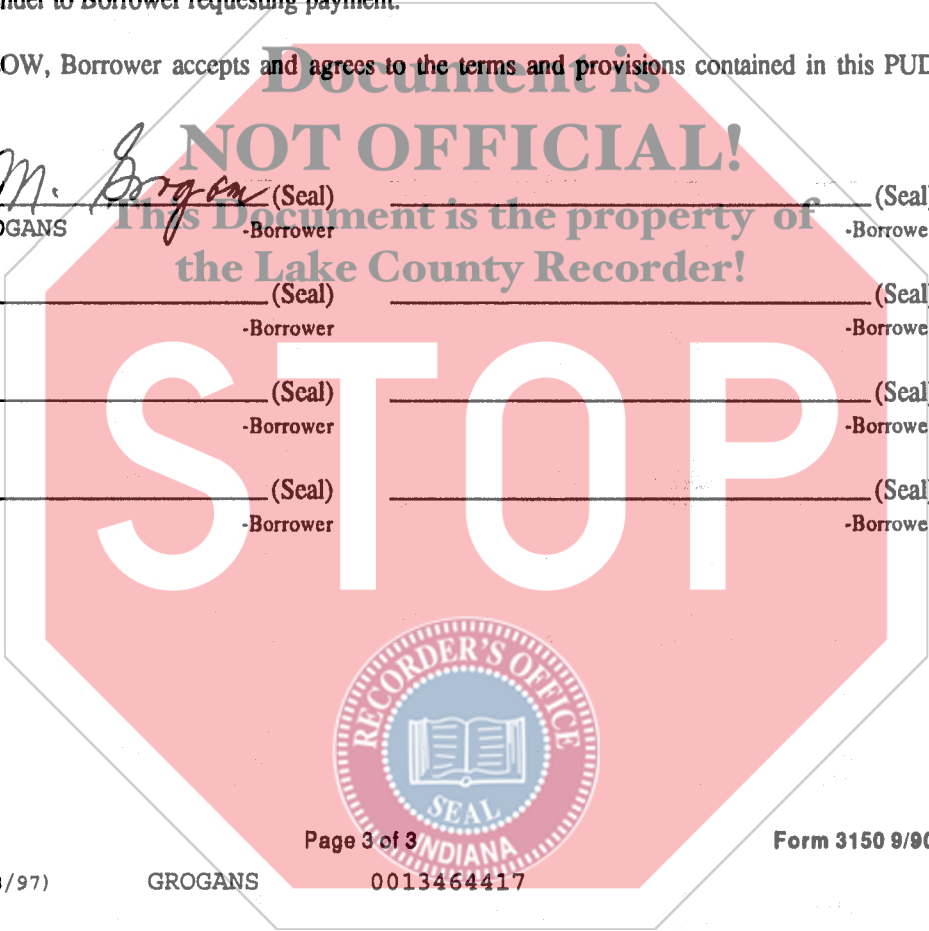 nder to Borrower requesting payment.
OW, Borrower accepts and agrees to the terms and provisions contained in this PUD
Document is
NOT OFFICIAL!
M. Grogans (Seal) (Seal)
OGANS -Borrower -Borrowe
This Document is the property of
the Lake County Recorder!
(Seal) (Seal)
-Borrower -Borrowe
(Seal) (Seal)
-Borrower -Borrowe
(Seal) (Seal)
-Borrower -Borrowe
STOP
RECORDER'S OFFICE
SEAL
INDIANA
Page 3 of 3 Form 3150 9/90
/97) GROGANS 0013464417